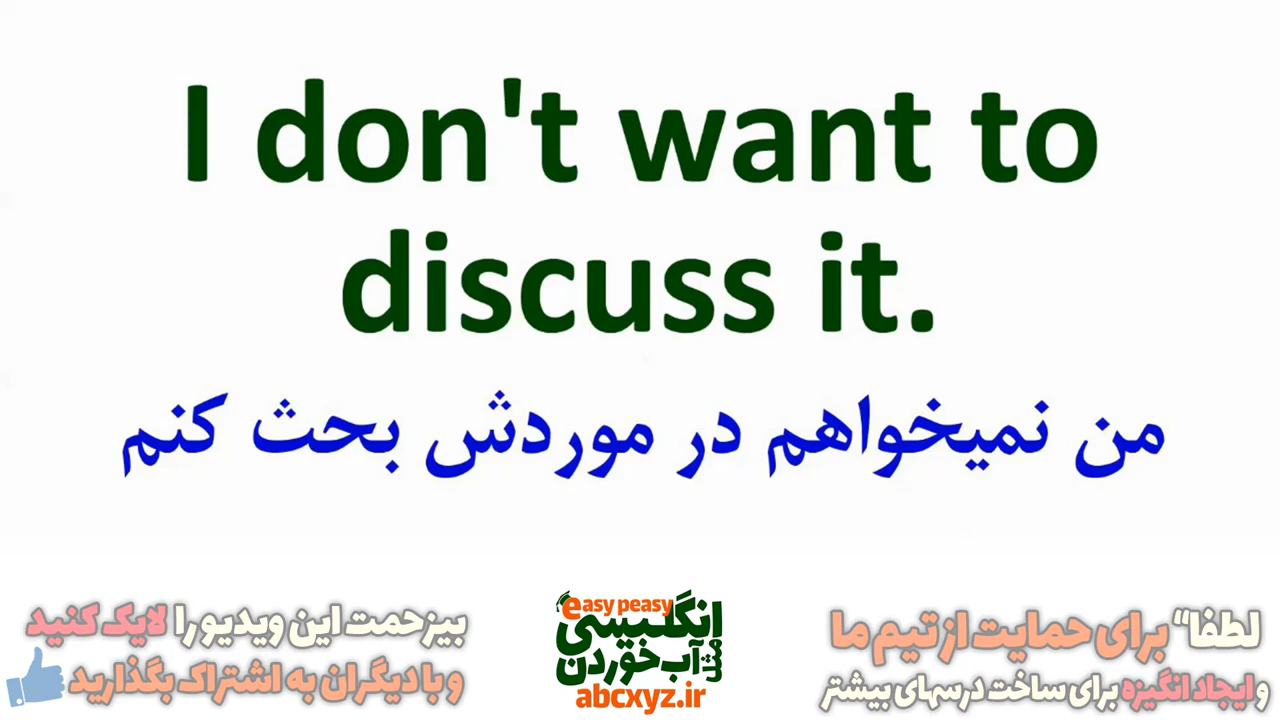 I don't want to
discuss it.
من نمیخواهم در موردش بحث کنم
لطفا" برای حمایت از تیم ما
و ایجاد انگیزه برای ساخت درسهای بیشتر
easy peasy
انگلیسی
مثل آب خوردن
abcxyz.ir
بیزحمت این ویدیو را لایک کنید
و با دیگران به اشتراک بگذارید